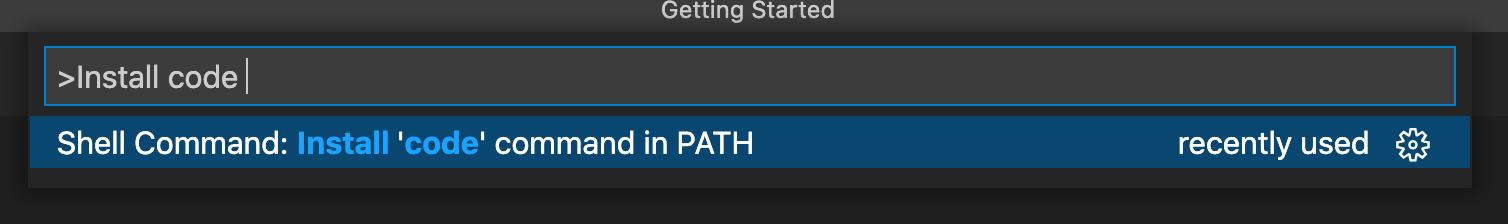 Getting Started
>Install code
Shell Command: Install 'code' command in PATH recently used